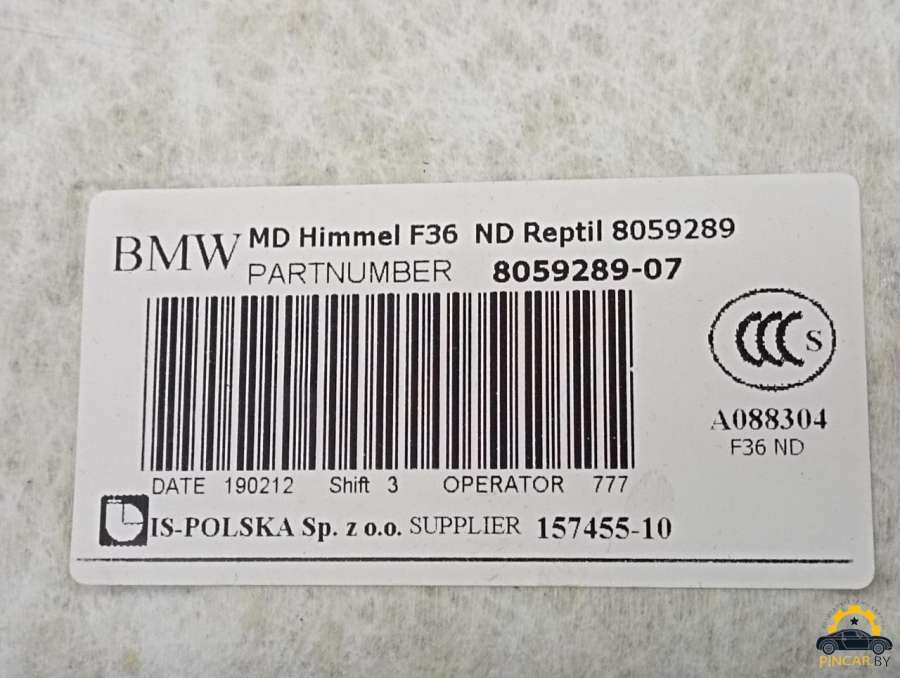 BMW MD Himmel F36 ND Reptil 8059289
PARTNUMBER 8059289-07
CCC S
A088304
F36 ND
DATE 190212 Shift 3 OPERATOR 777
IS-POLSKA Sp. z o.o. SUPPLIER 157455-10
PINCAR.BY